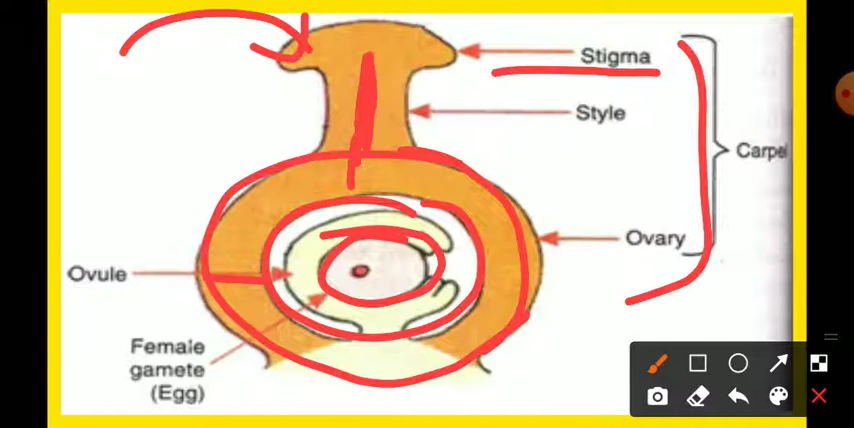 Stigma
Style
Carpel
Ovary
Ovule
Female
gamete
(Egg)